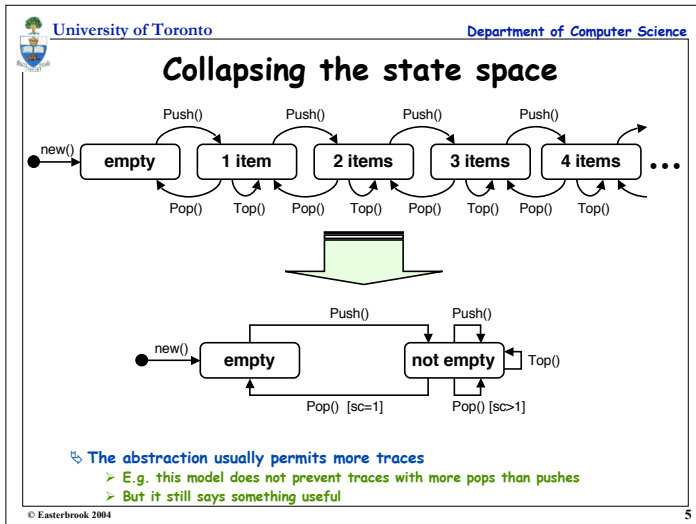 University of Toronto
Department of Computer Science
Collapsing the state space
Push() Push() Push() Push()
new()
empty 1 item 2 items 3 items 4 items ...
Pop() Top() Pop() Top() Pop() Top() Pop() Top()
Push() Push()
new()
empty not empty Top()
Pop() [sc=1] Pop() [sc>1]
The abstraction usually permits more traces
E.g. this model does not prevent traces with more pops than pushes
But it still says something useful
© Easterbrook 2004
5